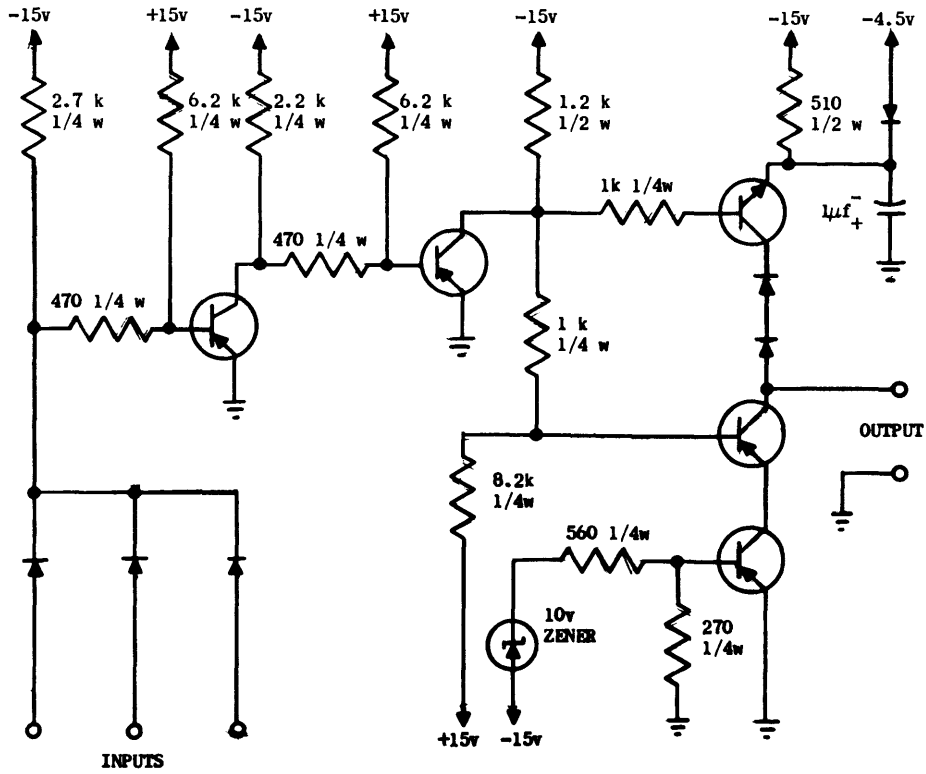 -15v
+15v
-15v
+15v
-15v
-15v
-4.5v
2.7 k
1/4 w
6.2 k
1/4 w
2.2 k
1/4 w
6.2 k
1/4 w
1.2 k
1/2 w
510
1/2 w
1k 1/4w
1μf
-
+
470 1/4 w
470 1/4 w
1 k
1/4 w
OUTPUT
8.2k
1/4w
560 1/4w
10v
ZENER
270
1/4w
+15v
-15v
INPUTS